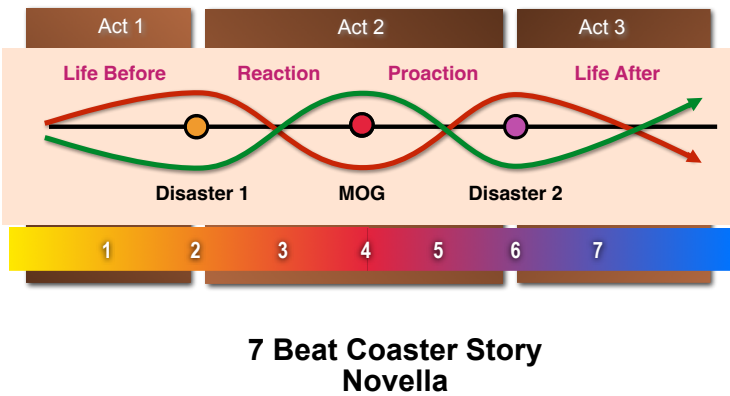 Act 1
Act 2
Act 3
Life Before
Reaction
Proaction
Life After
Disaster 1
MOG
Disaster 2
1
2
3
4
5
6
7
7 Beat Coaster Story
Novella